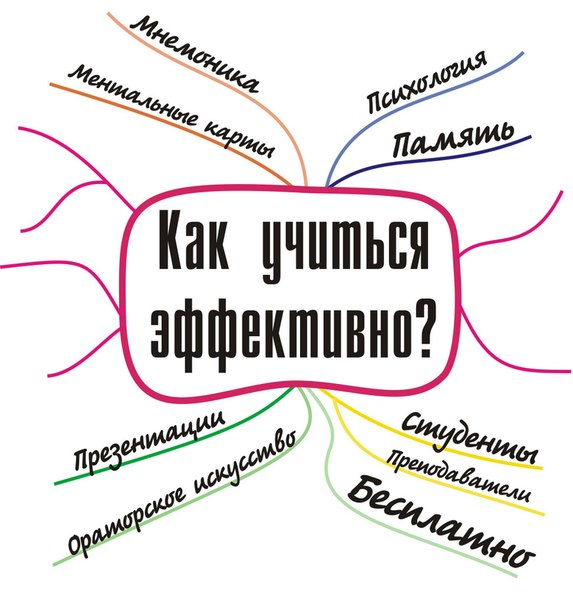 Мнемоника
Ментальные карты
Психология
Память
Как учиться
эффективно?
Презентации
Ораторское искусство
Студенты
Преподаватели
Бесплатно